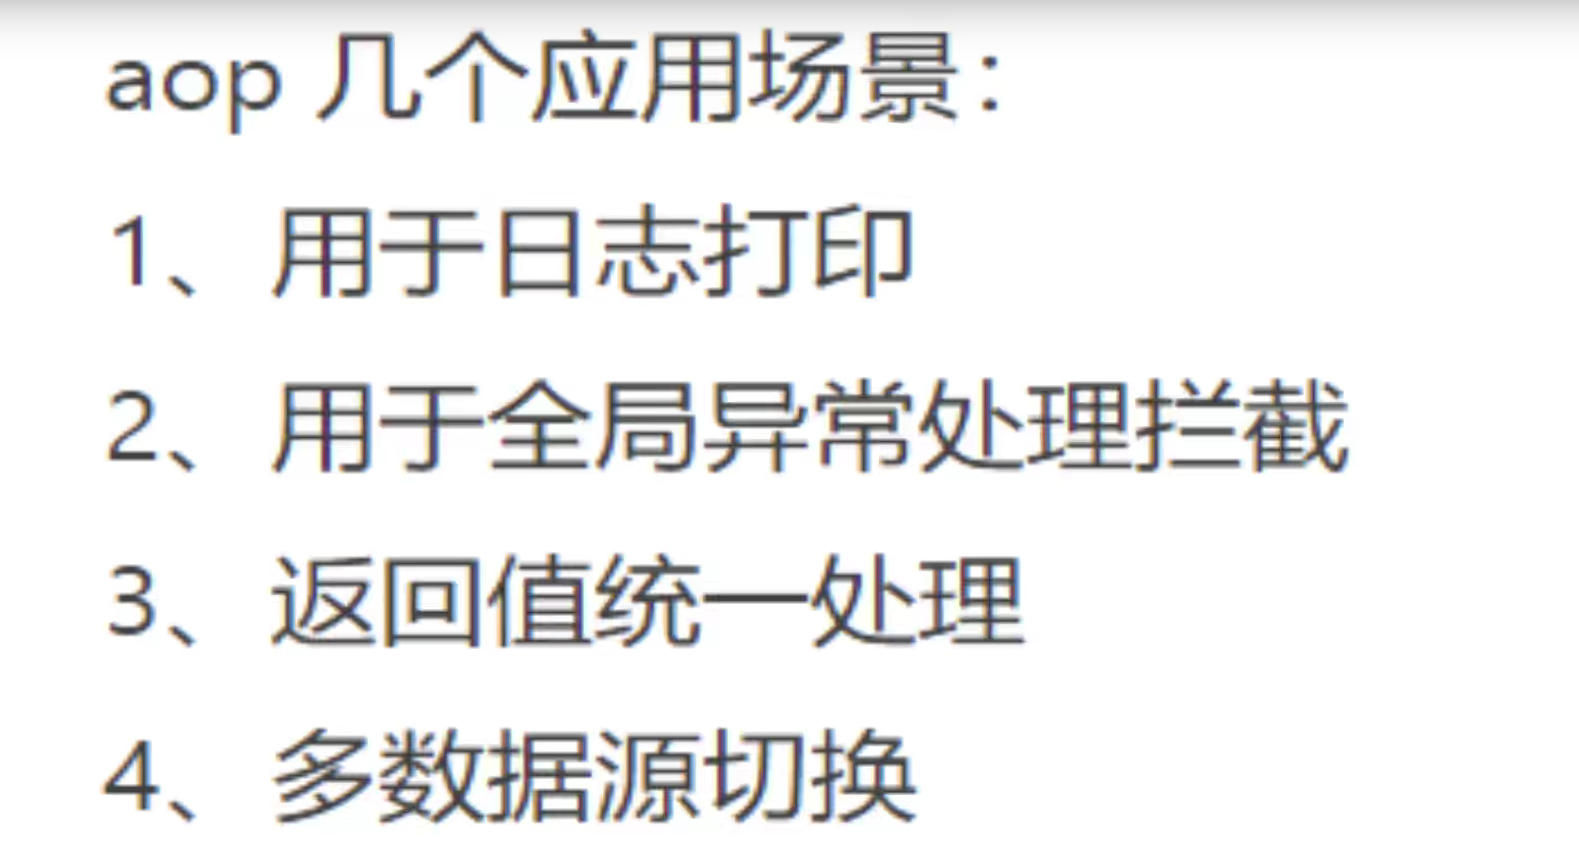 aop 几个应用场景：
1、用于日志打印
2、用于全局异常处理拦截
3、返回值统一处理
4、多数据源切换